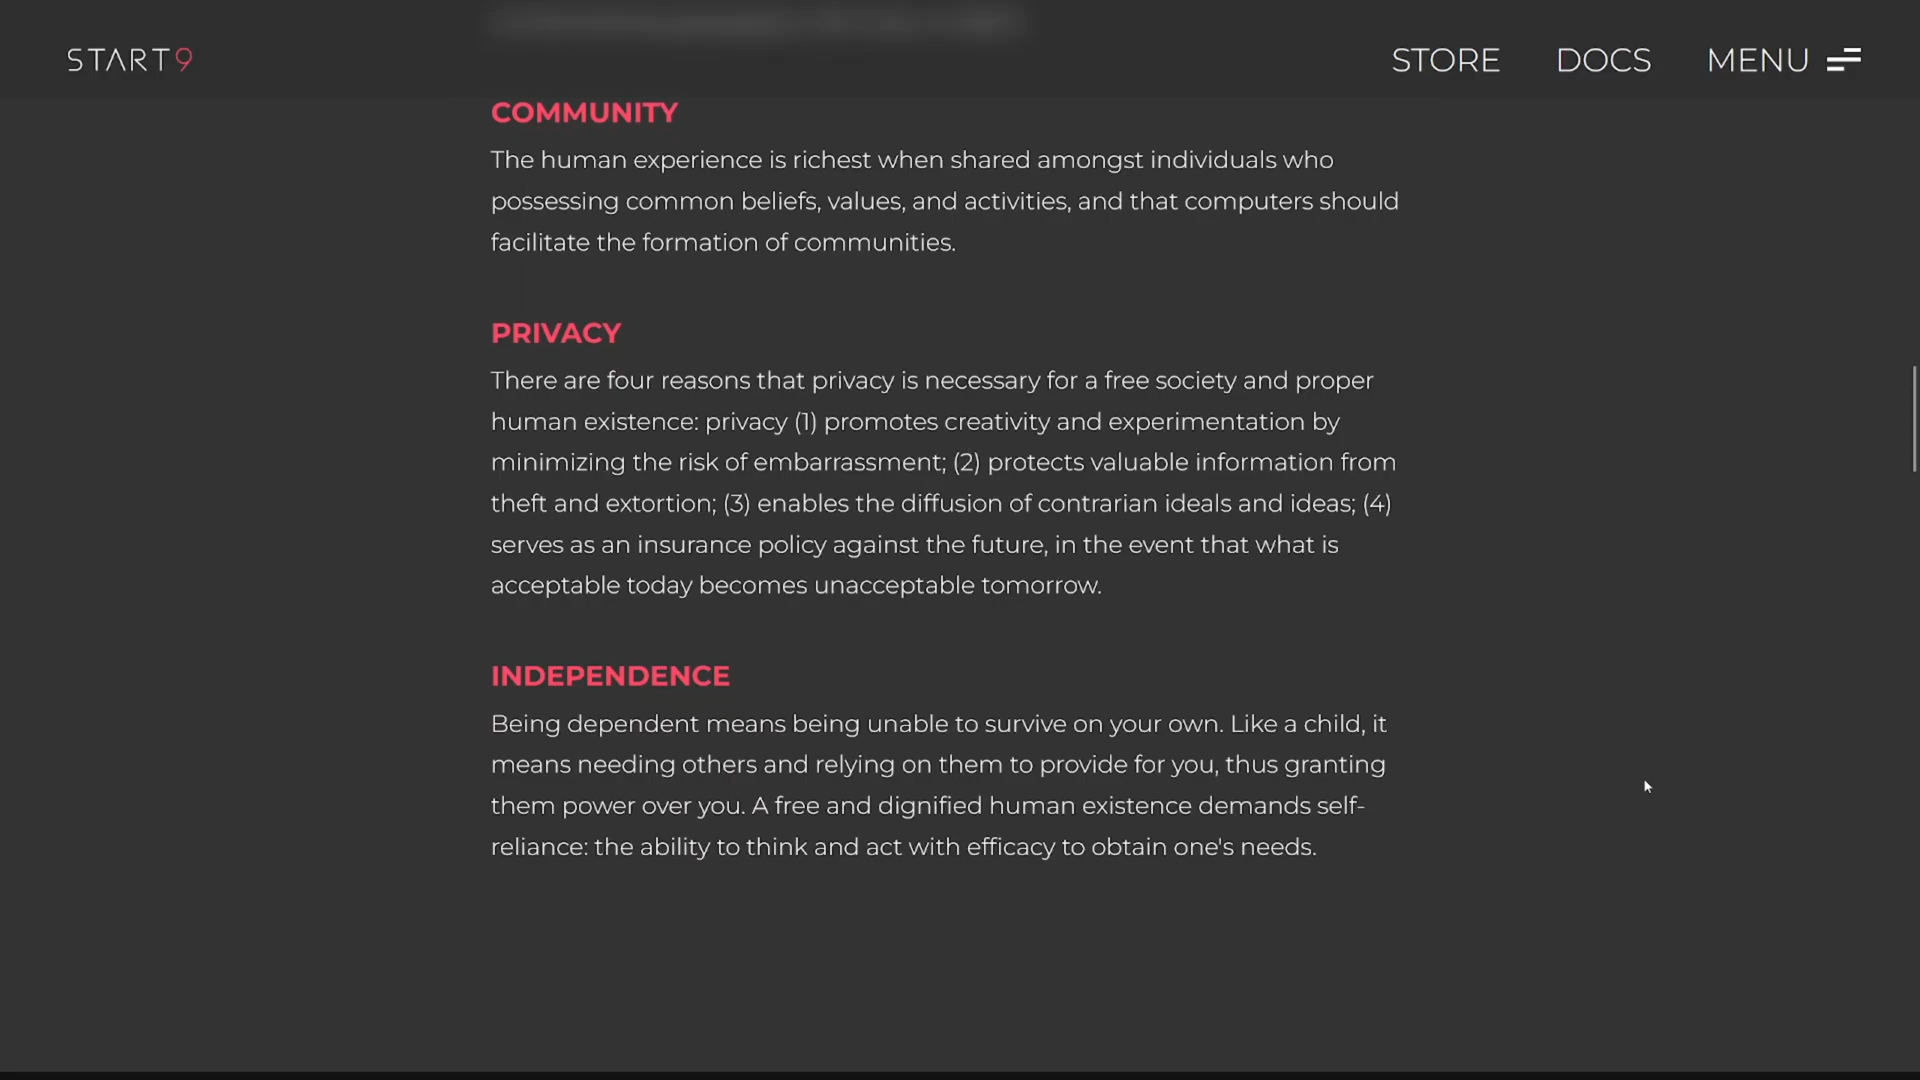 START9
STORE
DOCS
MENU
COMMUNITY
The human experience is richest when shared amongst individuals who
possessing common beliefs, values, and activities, and that computers should
facilitate the formation of communities.
PRIVACY
There are four reasons that privacy is necessary for a free society and proper
human existence: privacy (1) promotes creativity and experimentation by
minimizing the risk of embarrassment; (2) protects valuable information from
theft and extortion; (3) enables the diffusion of contrarian ideals and ideas; (4)
serves as an insurance policy against the future, in the event that what is
acceptable today becomes unacceptable tomorrow.
INDEPENDENCE
Being dependent means being unable to survive on your own. Like a child, it
means needing others and relying on them to provide for you, thus granting
them power over you. A free and dignified human existence demands self-
reliance: the ability to think and act with efficacy to obtain one's needs.